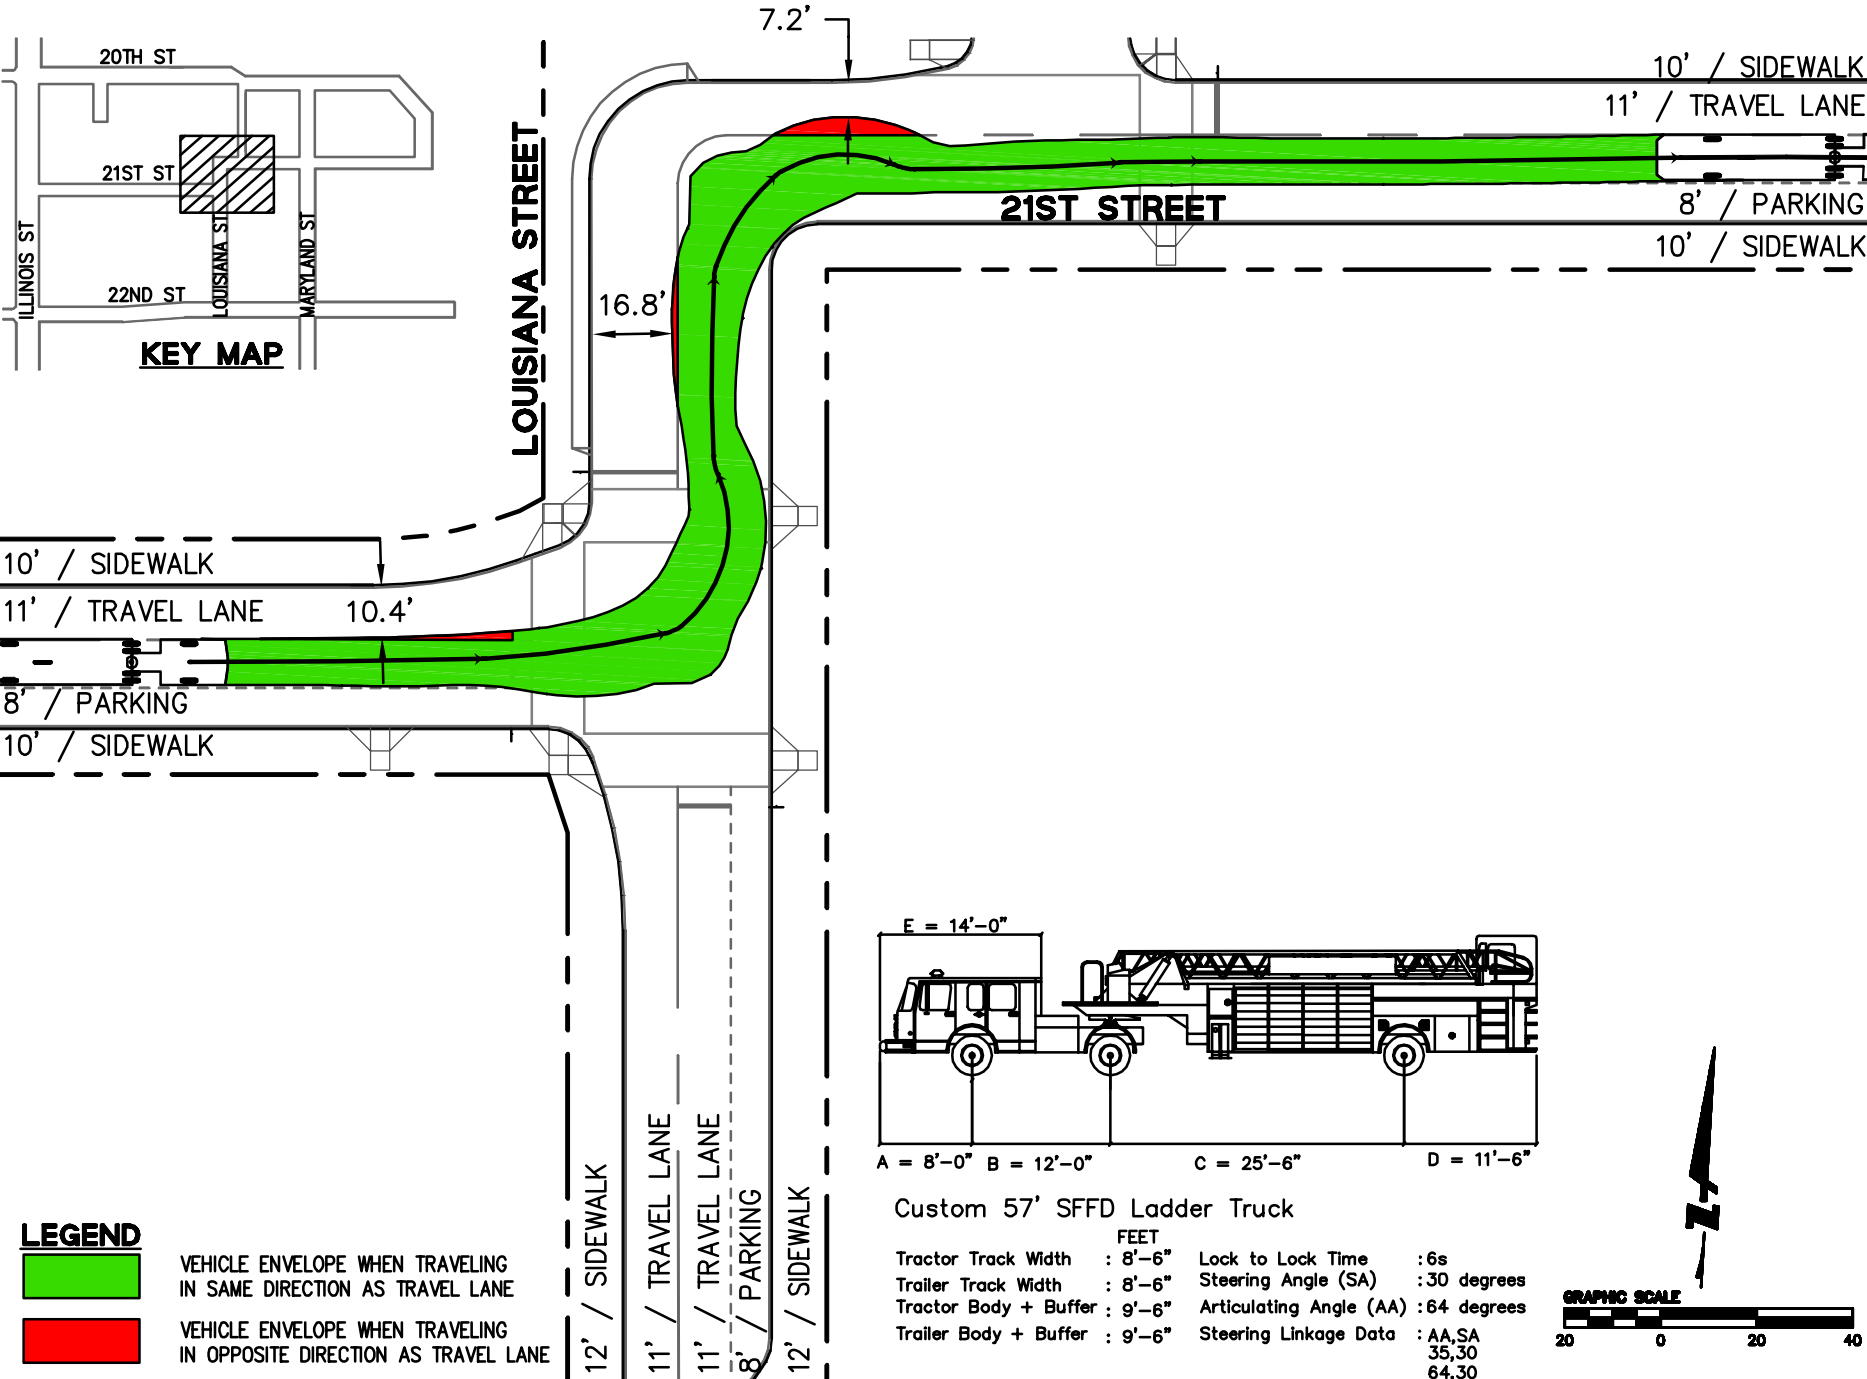 7.2'
20TH ST
21ST ST
22ND ST
ILLINOIS ST
LOUISIANA ST
MARYLAND ST
KEY MAP
LOUISIANA STREET
10' / SIDEWALK
11' / TRAVEL LANE
21ST STREET
8' / PARKING
10' / SIDEWALK
16.8'
10' / SIDEWALK
11' / TRAVEL LANE
10.4'
8' / PARKING
10' / SIDEWALK
12' / SIDEWALK
11' / TRAVEL LANE
11' / TRAVEL LANE
8' / PARKING
12' / SIDEWALK
E = 14'-0"
A = 8'-0"
B = 12'-0"
C = 25'-6"
D = 11'-6"
Custom 57' SFFD Ladder Truck
FEET
Tractor Track Width : 8'-6"
Trailer Track Width : 8'-6"
Tractor Body + Buffer : 9'-6"
Trailer Body + Buffer : 9'-6"
Lock to Lock Time : 6s
Steering Angle (SA) : 30 degrees
Articulating Angle (AA) : 64 degrees
Steering Linkage Data : AA,SA
35,30
64,30
LEGEND
VEHICLE ENVELOPE WHEN TRAVELING
IN SAME DIRECTION AS TRAVEL LANE
VEHICLE ENVELOPE WHEN TRAVELING
IN OPPOSITE DIRECTION AS TRAVEL LANE
N
GRAPHIC SCALE
20 0 20 40